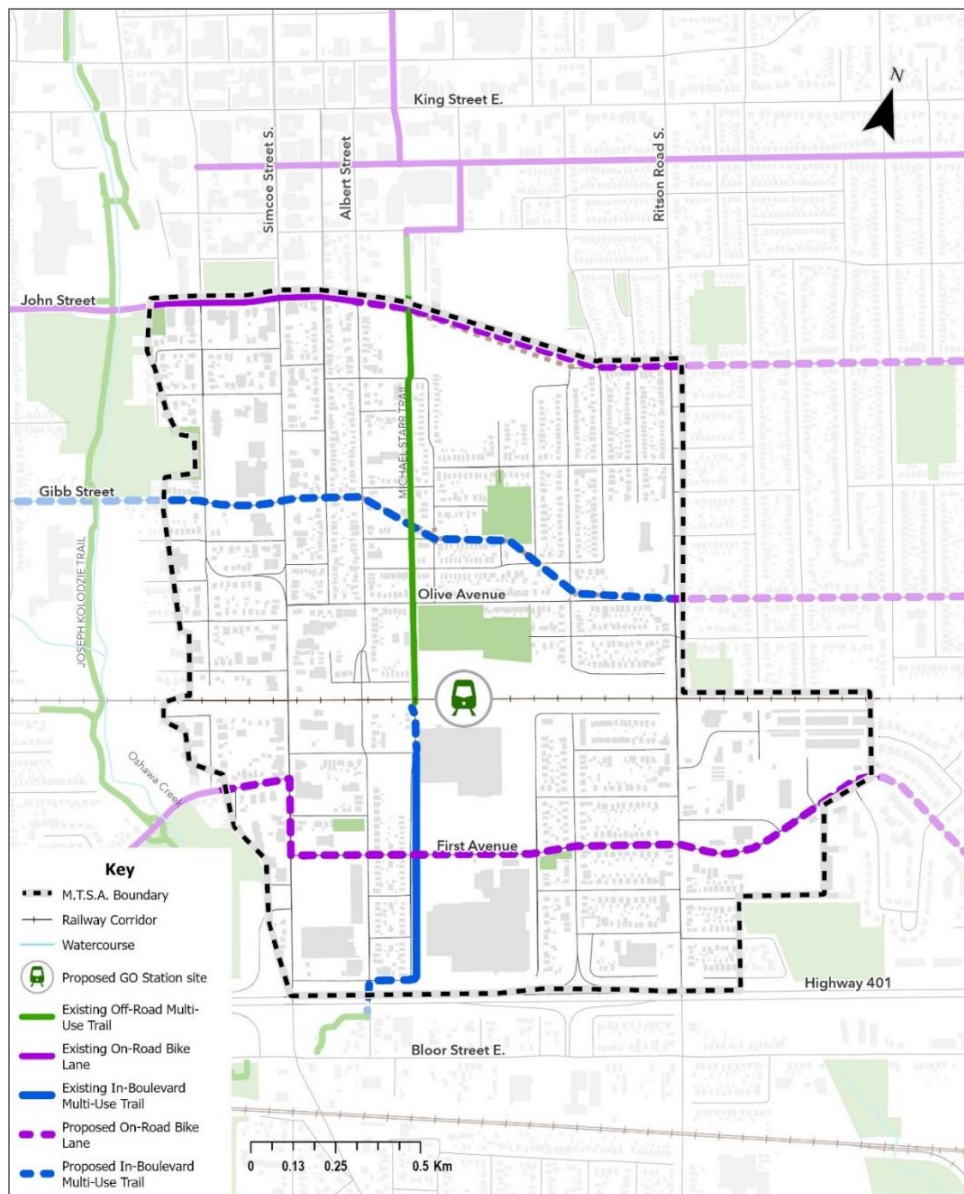 N
King Street E.
Simcoe Street S.
Albert Street
Ritson Road S.
John Street
MICHAEL STARR TRAIL
Gibb Street
JOSEPH KOLODZIE TRAIL
Olive Avenue
Oshawa Creek
First Avenue
Highway 401
Bloor Street E.
Key
M.T.S.A. Boundary
Railway Corridor
Watercourse
Proposed GO Station site
Existing Off-Road Multi-
Use Trail
Existing On-Road Bike
Lane
Existing In-Boulevard
Multi-Use Trail
Proposed On-Road Bike
Lane
Proposed In-Boulevard
Multi-Use Trail
0 0.13 0.25 0.5 Km